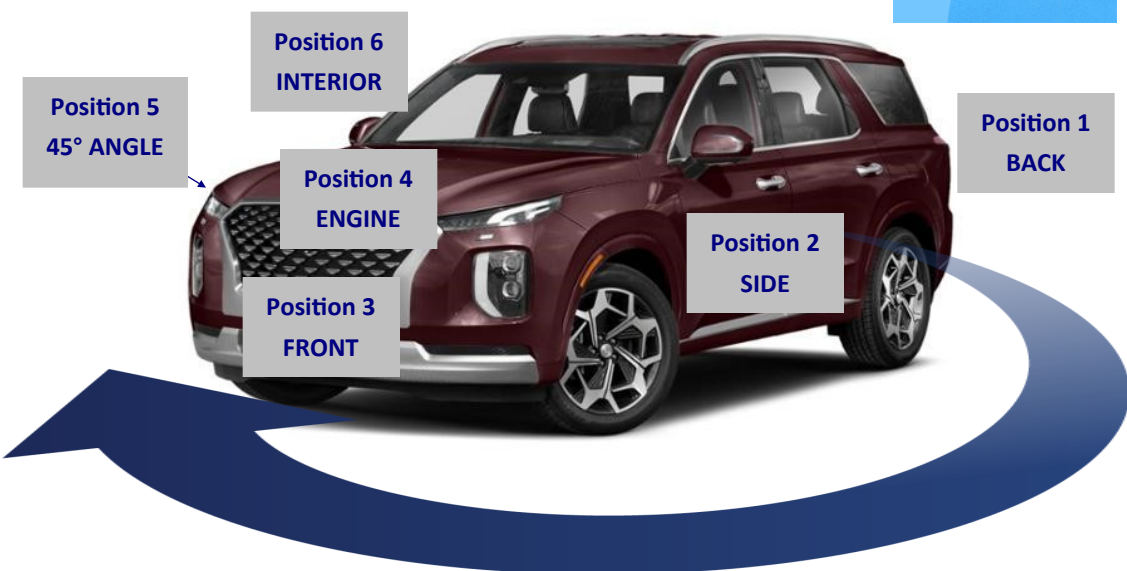 Position 6
INTERIOR
Position 5
45° ANGLE
Position 1
BACK
Position 4
ENGINE
Position 2
SIDE
Position 3
FRONT